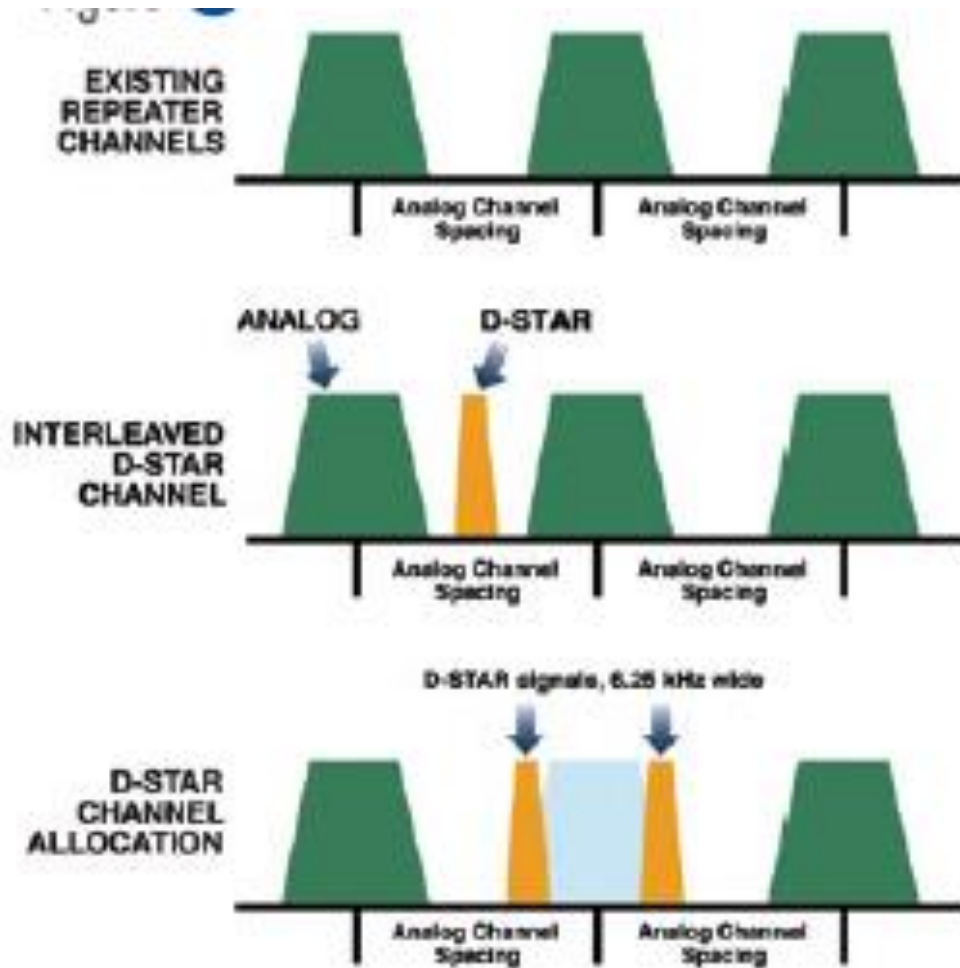 EXISTING
REPEATER
CHANNELS
Analog Channel
Spacing
Analog Channel
Spacing
ANALOG
D-STAR
INTERLEAVED
D-STAR
CHANNEL
Analog Channel
Spacing
Analog Channel
Spacing
D-STAR signals, 6.25 kHz wide
D-STAR
CHANNEL
ALLOCATION
Analog Channel
Spacing
Analog Channel
Spacing